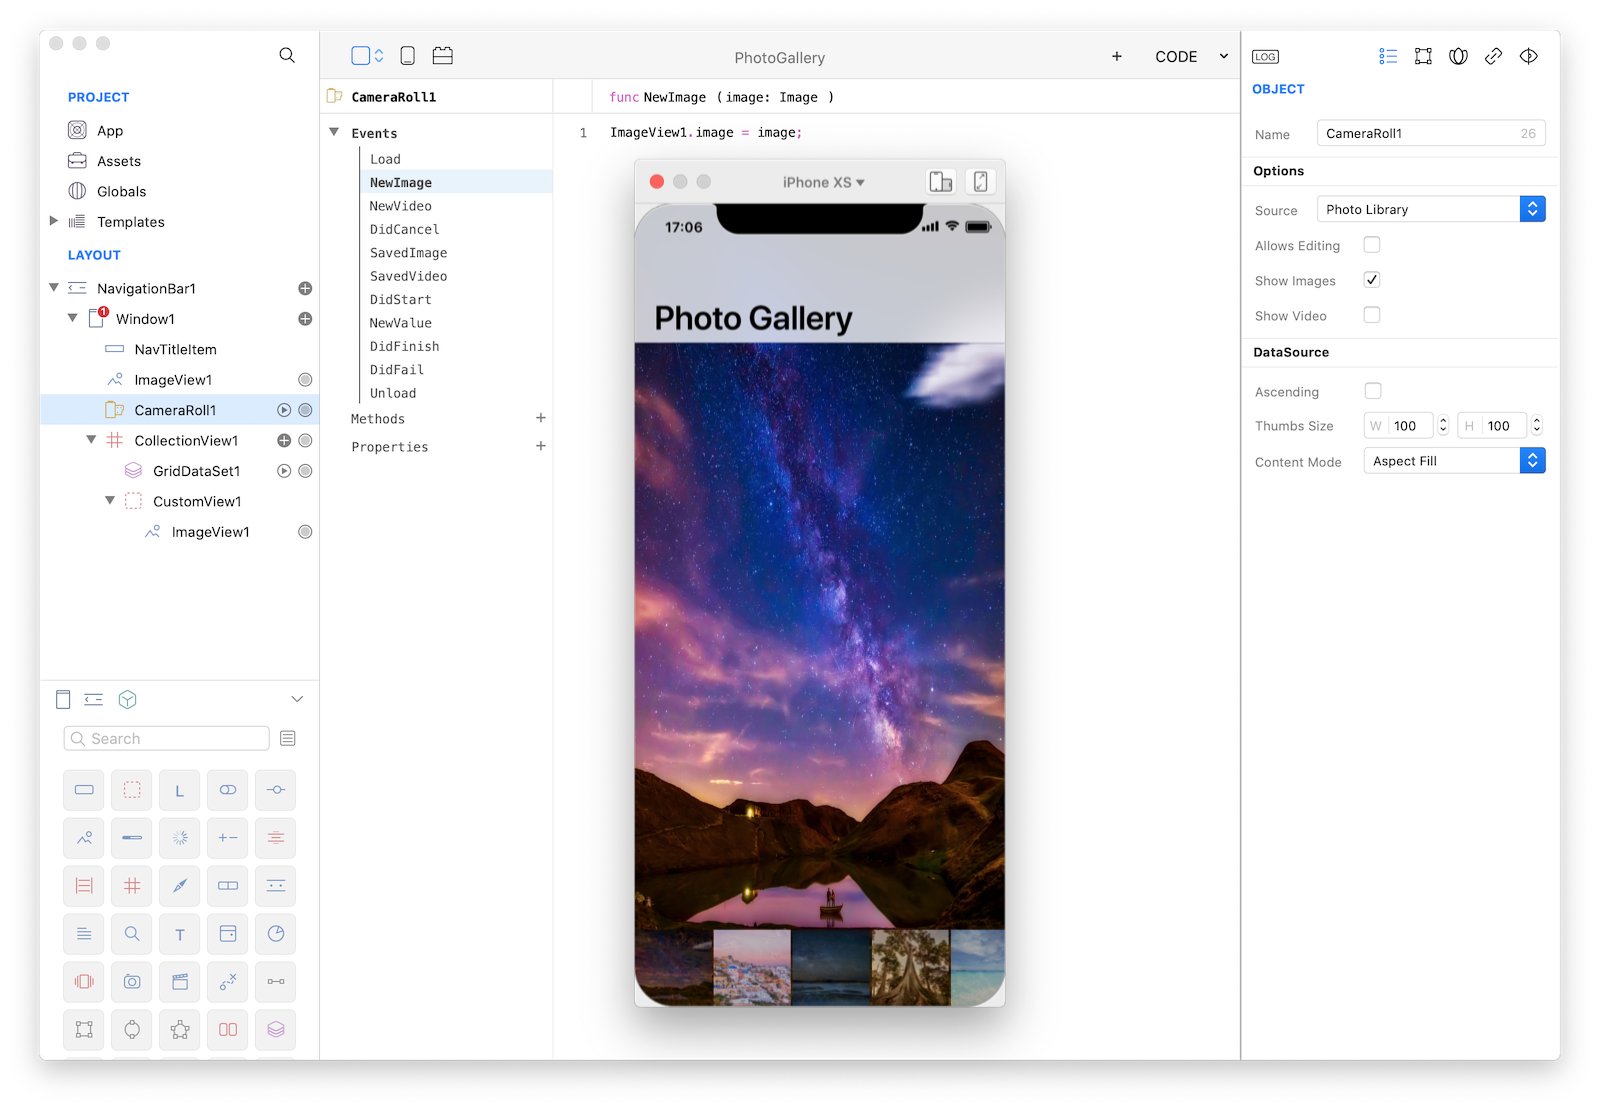 PhotoGallery
CODE
LOG
PROJECT
App
Assets
Globals
Templates
LAYOUT
NavigationBar1
1
Window1
NavTitleItem
ImageView1
CameraRoll1
CollectionView1
GridDataSet1
CustomView1
ImageView1
Search
L
T
CameraRoll1
Events
Load
NewImage
NewVideo
DidCancel
SavedImage
SavedVideo
DidStart
NewValue
DidFinish
DidFail
Unload
Methods +
Properties +
func NewImage (image: Image )
1 ImageView1.image = image;
iPhone XS
17:06
Photo Gallery
OBJECT
Name CameraRoll1 26
Options
Source Photo Library
Allows Editing
Show Images
Show Video
DataSource
Ascending
Thumbs Size W 100 H 100
Content Mode Aspect Fill